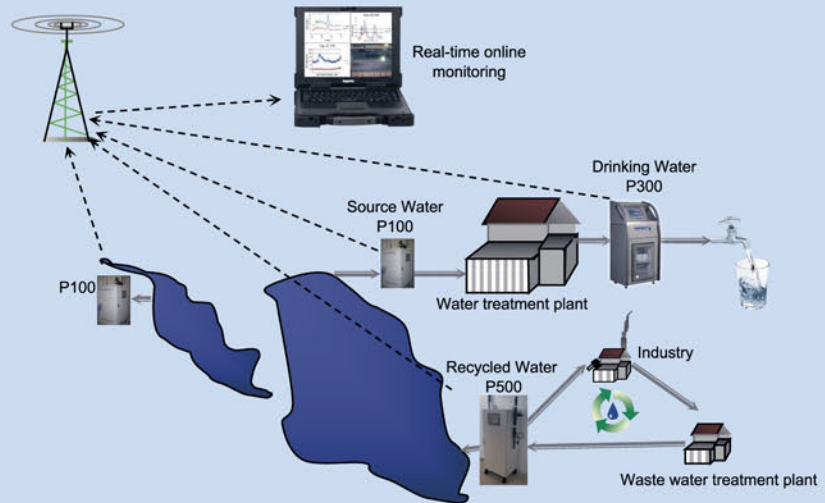 Real-time online
monitoring
Drinking Water
P300
Source Water
P100
Water treatment plant
P100
Recycled Water
P500
Industry
Waste water treatment plant